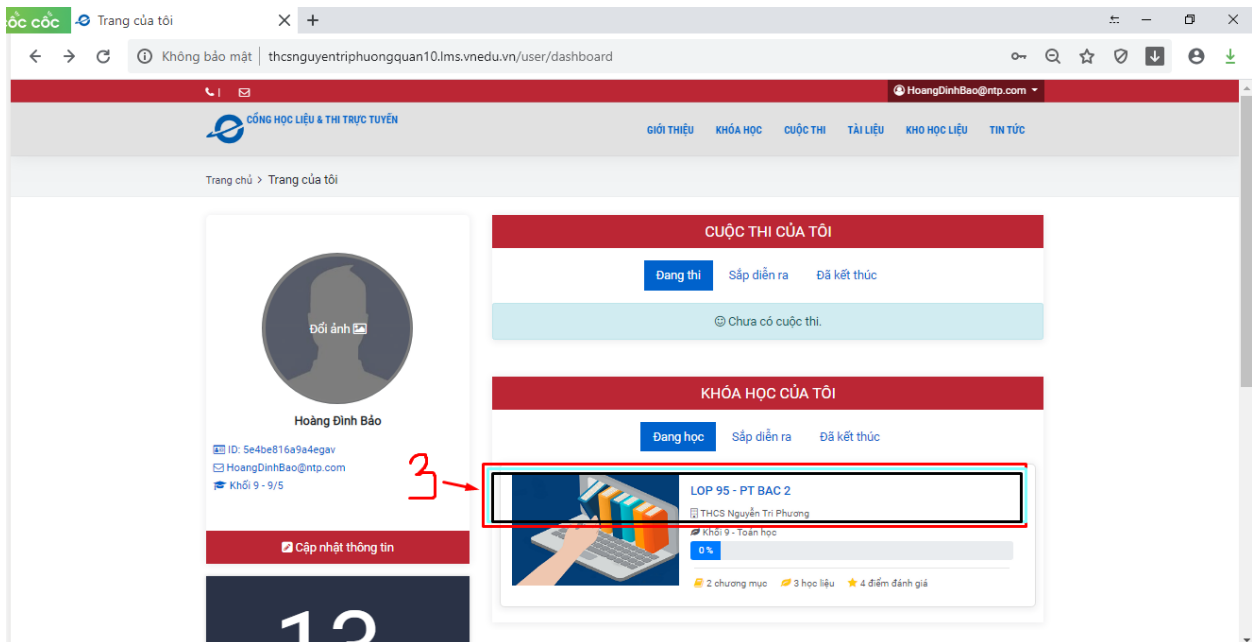 cốc cốc
Trang của tôi
Không bảo mật
thcsnguyentriphuongquan10.lms.vnedu.vn/user/dashboard
HoangDinhBao@ntp.com
CỔNG HỌC LIỆU & THI TRỰC TUYẾN
GIỚI THIỆU KHÓA HỌC CUỘC THI TÀI LIỆU KHO HỌC LIỆU TIN TỨC
Trang chủ > Trang của tôi
Đổi ảnh
Hoàng Đình Bảo
ID: 5e4be816a9a4egav
HoangDinhBao@ntp.com
Khối 9 - 9/5
Cập nhật thông tin
13
CUỘC THI CỦA TÔI
Đang thi Sắp diễn ra Đã kết thúc
Chưa có cuộc thi.
KHÓA HỌC CỦA TÔI
Đang học Sắp diễn ra Đã kết thúc
3
LOP 95 - PT BAC 2
THCS Nguyễn Tri Phương
Khối 9 - Toán học
0 %
2 chương mục 3 học liệu 4 điểm đánh giá